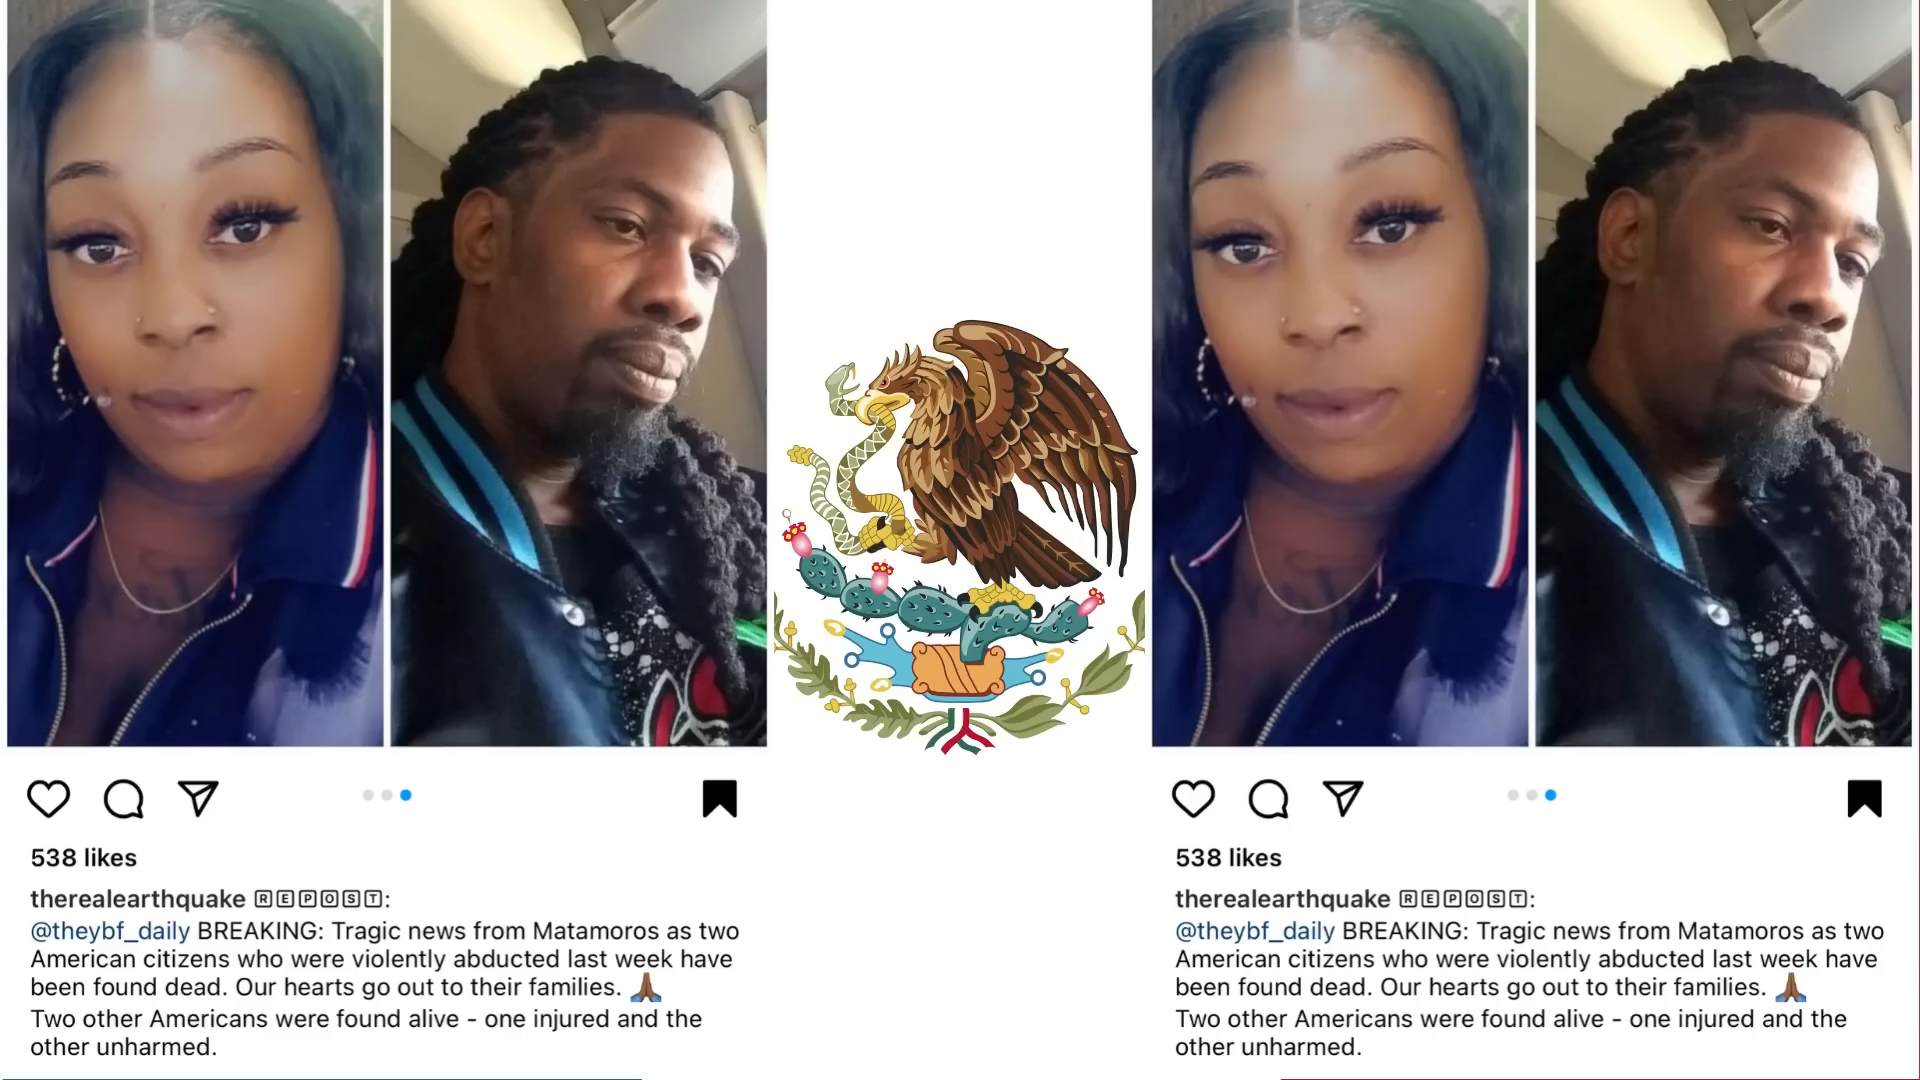 538 likes
therealearthquake 🅁🄴🄿🄾🅂🅃:
@theybf_daily BREAKING: Tragic news from Matamoros as two
American citizens who were violently abducted last week have
been found dead. Our hearts go out to their families. 🙏🏾
Two other Americans were found alive - one injured and the
other unharmed.
538 likes
therealearthquake 🅁🄴🄿🄾🅂🅃:
@theybf_daily BREAKING: Tragic news from Matamoros as two
American citizens who were violently abducted last week have
been found dead. Our hearts go out to their families. 🙏🏾
Two other Americans were found alive - one injured and the
other unharmed.